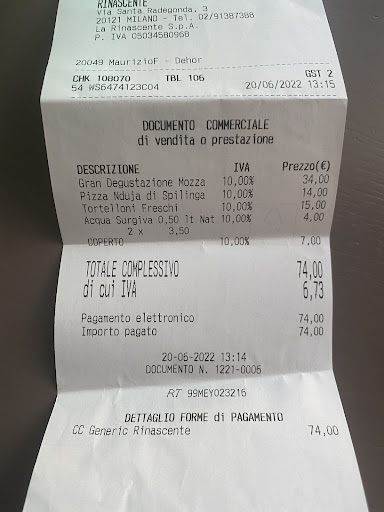 RINASCENTE
Via Santa Radegonda, 3
20121 MILANO - Tel. 02/91387388
La Rinascente S.p.A.
P. IVA 05034580968
20049 MaurizioF - Dehor
GST 2
CHK 108070 TBL 106
54 WS6474123C04 20/06/2022 13:15
DOCUMENTO COMMERCIALE
di vendita o prestazione
DESCRIZIONE IVA Prezzo(€)
Gran Degustazione Mozza 10,00% 34,00
Pizza Nduja di Spilinga 10,00% 14,00
Tortelloni Freschi 10,00% 15,00
Acqua Surgiva 0,50 lt Nat 10,00% 4,00
2 x 3,50
COPERTO 10,00% 7,00
TOTALE COMPLESSIVO 74,00
di cui IVA 6,73
Pagamento elettronico 74,00
Importo pagato 74,00
20-06-2022 13:14
DOCUMENTO N. 1221-0005
RT 99MEY023216
DETTAGLIO FORME di PAGAMENTO
CC Generic Rinascente 74,00